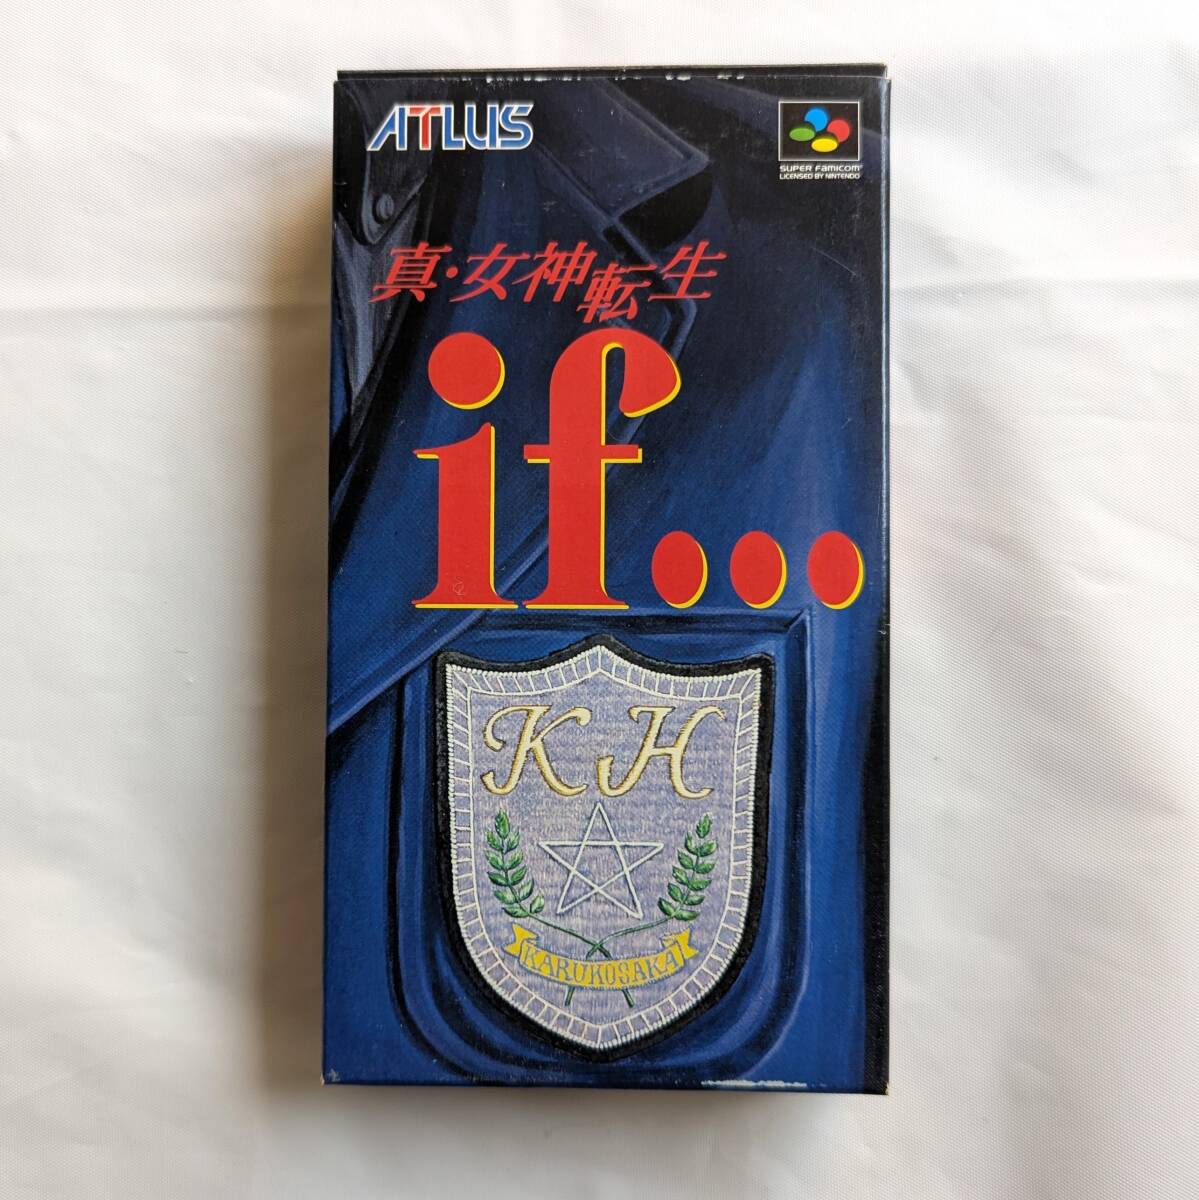 ATLUS
SUPER FAMICOM
LICENSED BY NINTENDO
真・女神転生
if...
KH
KARUKOSAKA